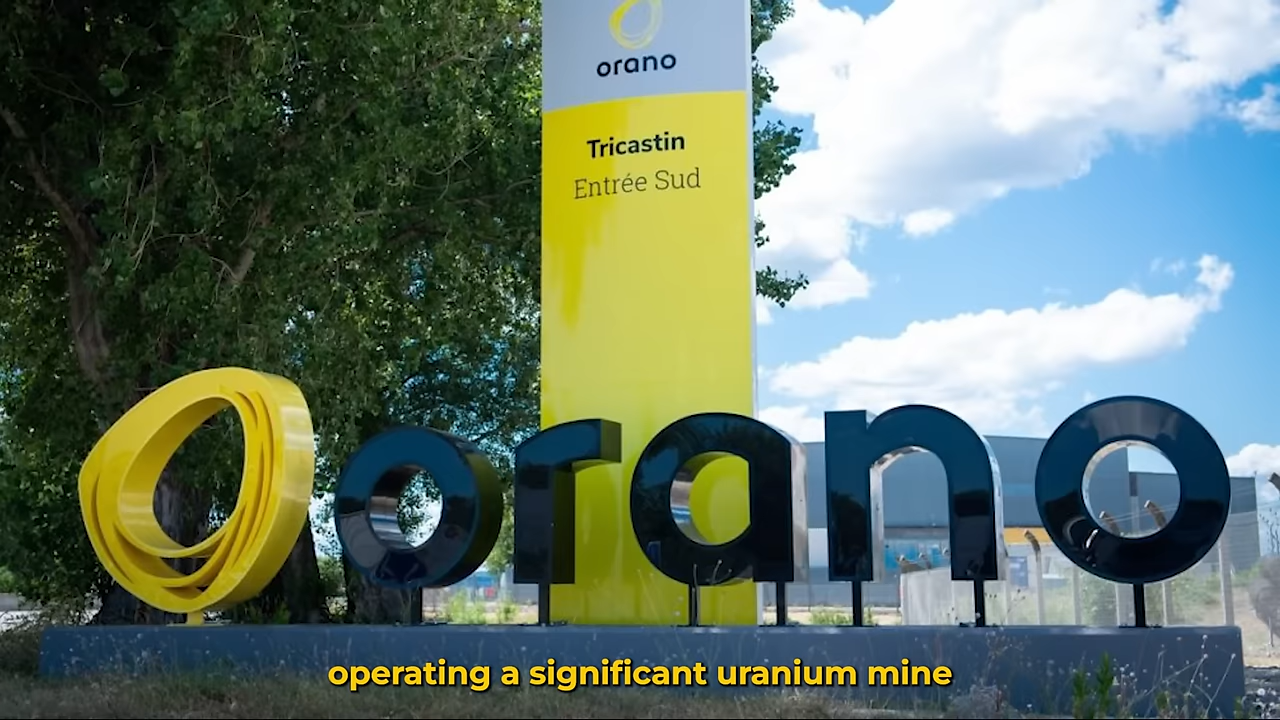 orano
Tricastin
Entrée Sud
orano
operating a significant uranium mine